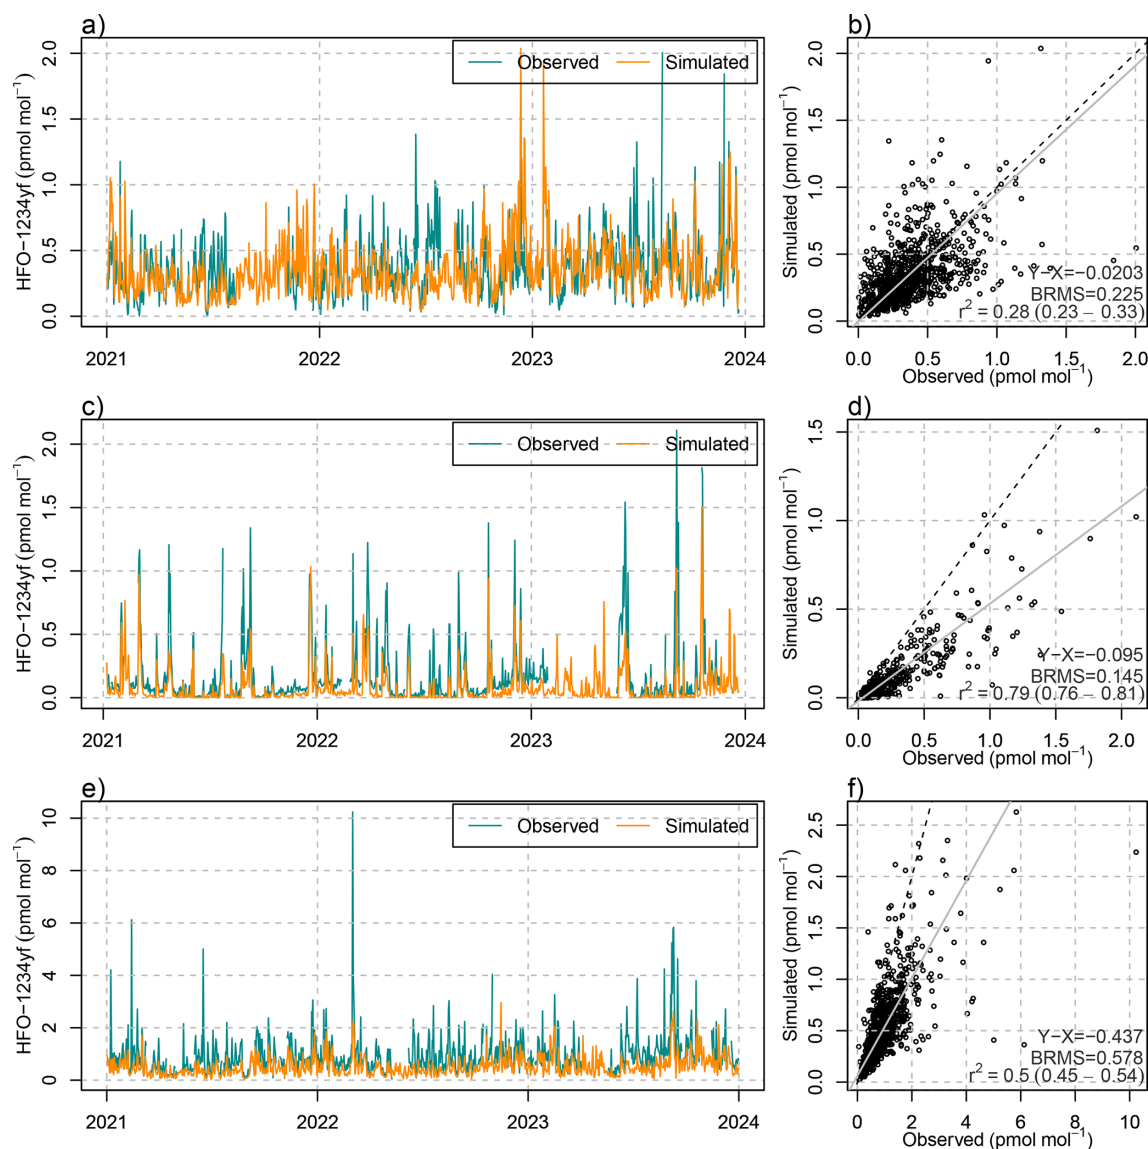 a)
HFO−1234yf (pmol mol⁻¹)
0.0 0.5 1.0 1.5 2.0
Observed Simulated
2021 2022 2023 2024
b)
Simulated (pmol mol⁻¹)
0.0 0.5 1.0 1.5 2.0
Y−X=−0.0203
BRMS=0.225
r² = 0.28 (0.23 − 0.33)
0.0 0.5 1.0 1.5 2.0
Observed (pmol mol⁻¹)
c)
HFO−1234yf (pmol mol⁻¹)
0.0 0.5 1.0 1.5 2.0
Observed Simulated
2021 2022 2023 2024
d)
Simulated (pmol mol⁻¹)
0.0 0.5 1.0 1.5
Y−X=−0.095
BRMS=0.145
r² = 0.79 (0.76 − 0.81)
0.0 0.5 1.0 1.5 2.0
Observed (pmol mol⁻¹)
e)
HFO−1234yf (pmol mol⁻¹)
0 2 4 6 8 10
Observed Simulated
2021 2022 2023 2024
f)
Simulated (pmol mol⁻¹)
0.0 0.5 1.0 1.5 2.0 2.5
Y−X=−0.437
BRMS=0.578
r² = 0.5 (0.45 − 0.54)
0 2 4 6 8 10
Observed (pmol mol⁻¹)